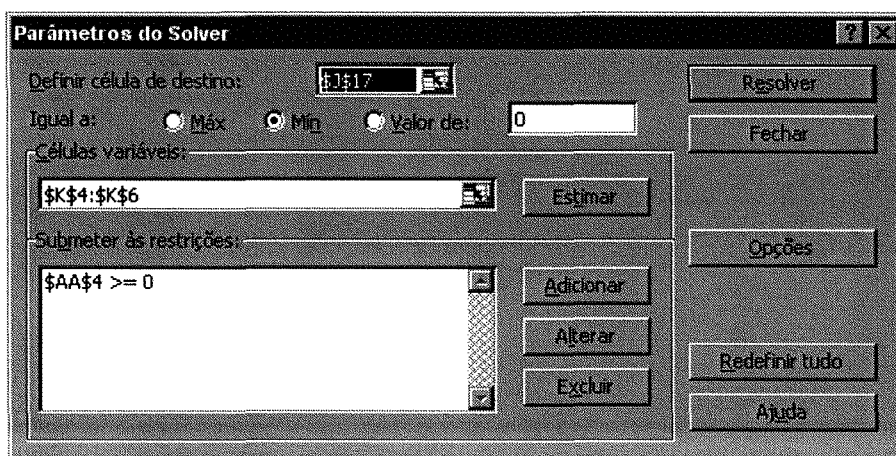 Parâmetros do Solver
Definir célula de destino: $J$17
Resolver
Igual a: Máx Mín Valor de: 0
Fechar
Células variáveis:
$K$4:$K$6
Estimar
Submeter às restrições:
Opções
$AA$4 >= 0
Adicionar
Alterar
Redefinir tudo
Excluir
Ajuda